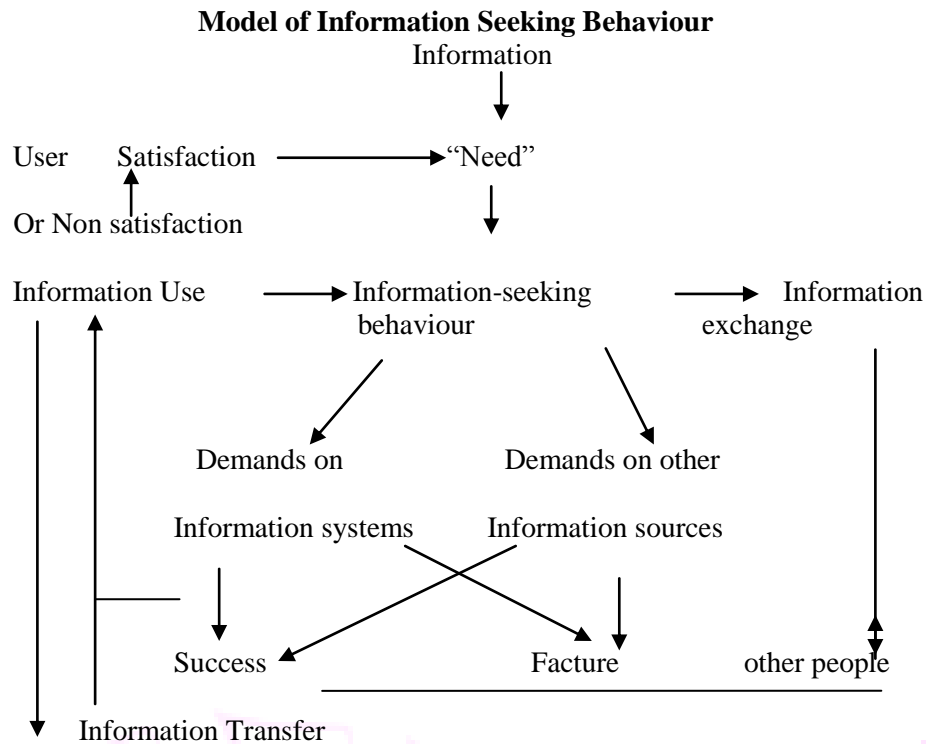 Model of Information Seeking Behaviour
Information
User Satisfaction “Need”
Or Non satisfaction
Information Use Information-seeking Information
behaviour exchange
Demands on Demands on other
Information systems Information sources
Success Facture other people
Information Transfer